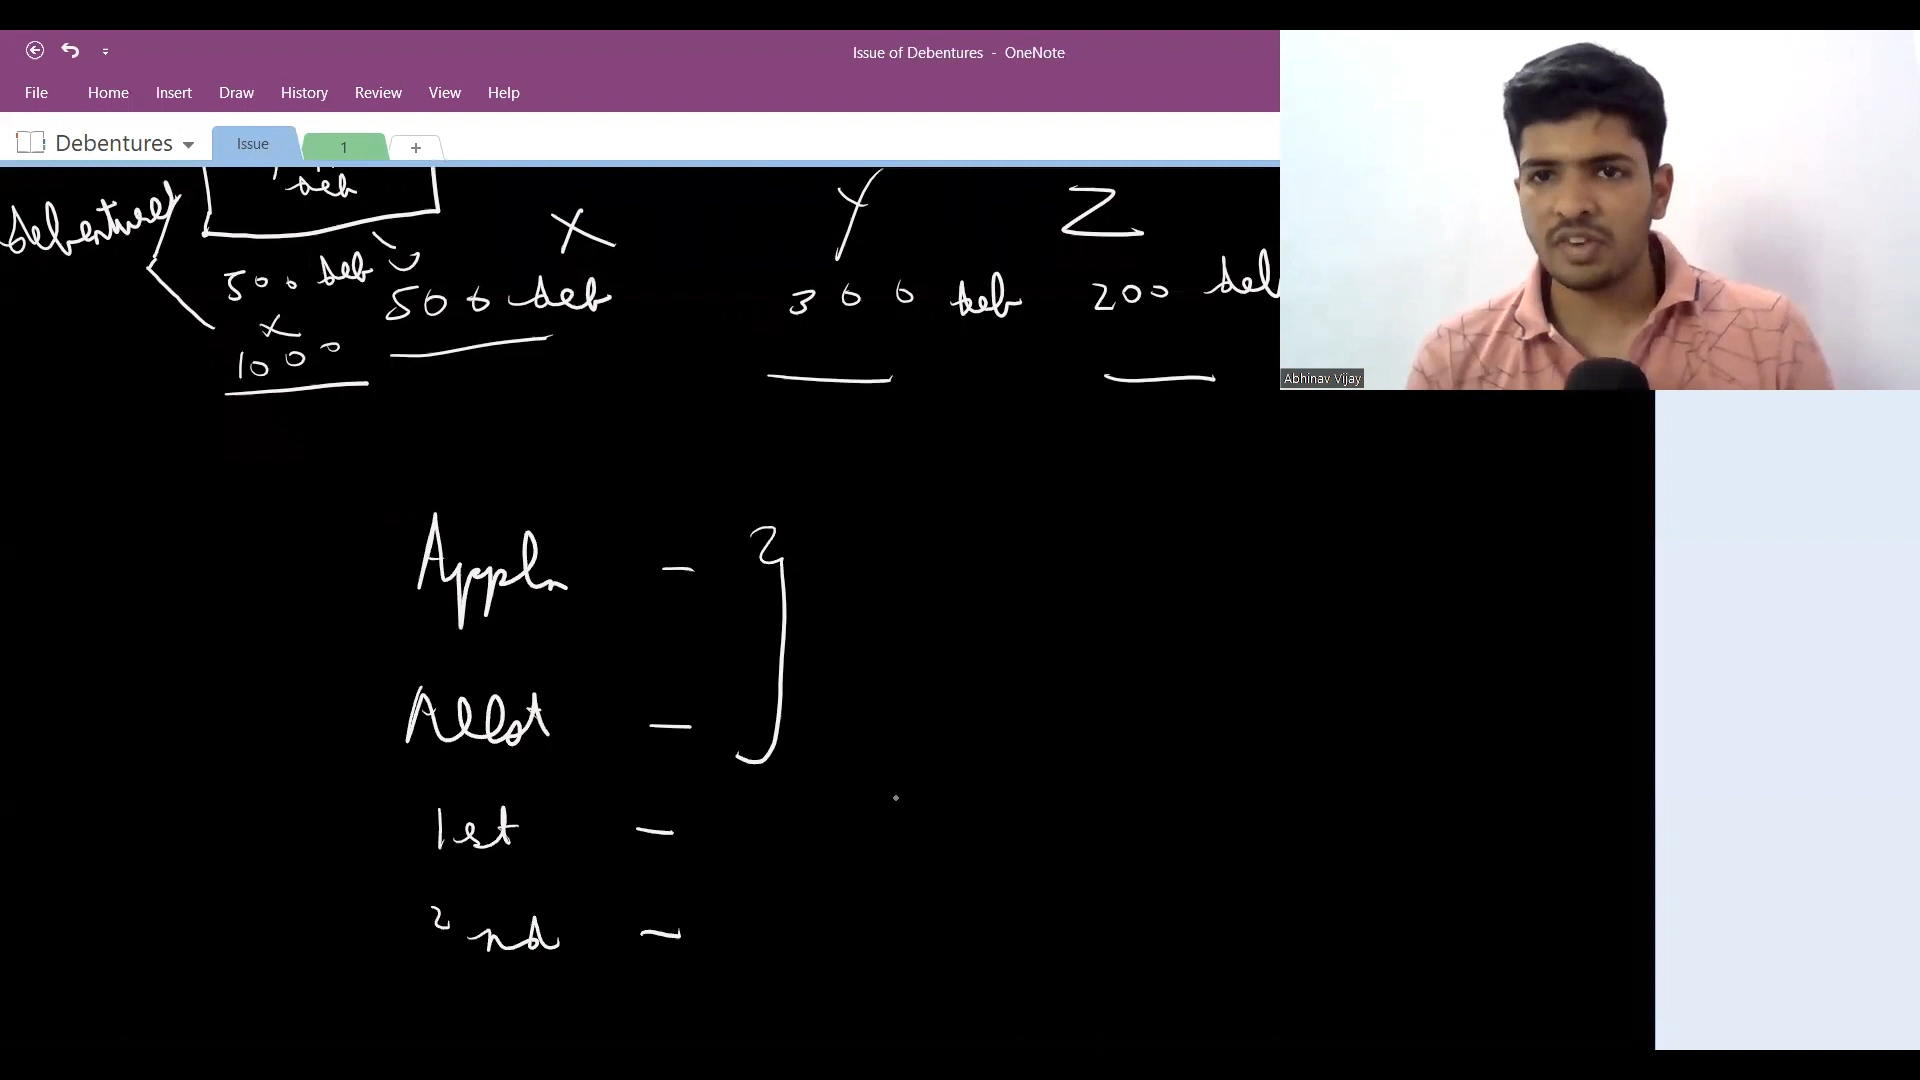 Issue of Debentures - OneNote
File Home Insert Draw History Review View Help
Debentures Issue 1 +
deb
Debentures
X Y Z
500 deb
500 deb 300 deb 200 deb
X
1000
Abhinav Vijay
Appln -
Allot -
1st -
2nd -